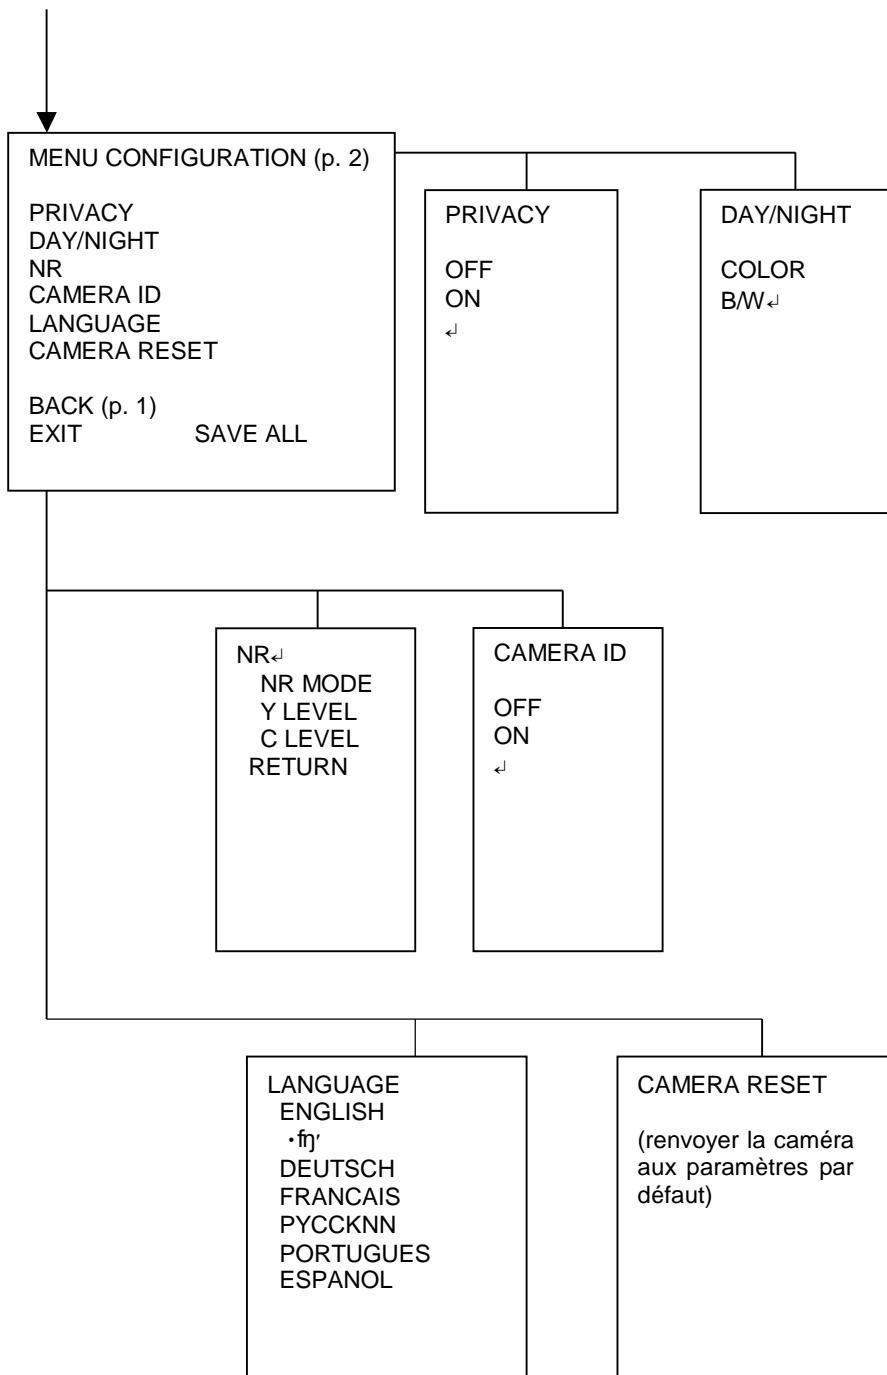 MENU CONFIGURATION (p. 2)
PRIVACY
DAY/NIGHT
NR
CAMERA ID
LANGUAGE
CAMERA RESET
BACK (p. 1)
EXIT SAVE ALL
PRIVACY
OFF
ON
↲
DAY/NIGHT
COLOR
B/W↲
NR↲
NR MODE
Y LEVEL
C LEVEL
RETURN
CAMERA ID
OFF
ON
↲
LANGUAGE
ENGLISH
DEUTSCH
FRANCAIS
PYCCKNN
PORTUGUES
ESPANOL
CAMERA RESET
(renvoyer la caméra
aux paramètres par
défaut)